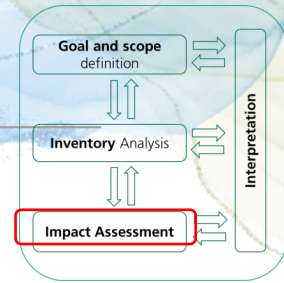 Goal and scope
definition
Inventory Analysis
Impact Assessment
Interpretation